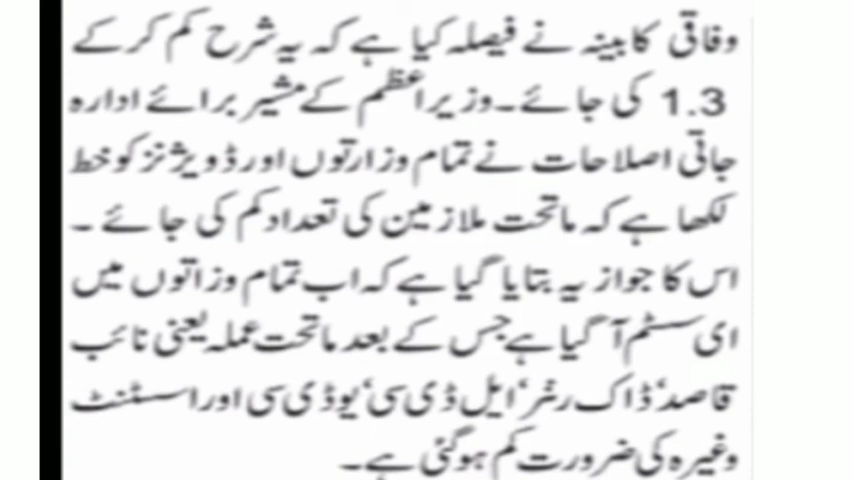 وفاقی کابینہ نے فیصلہ کیا ہے کہ یہ شرح کم کر کے
1.3 کی جائے۔وزیراعظم کے مشیر برائے ادارہ
جاتی اصلاحات نے تمام وزارتوں اور ڈویژنز کو خط
لکھا ہے کہ ماتحت ملازمین کی تعداد کم کی جائے ۔
اس کا جواز یہ بتایا گیا ہے کہ اب تمام وزاتوں میں
ای سسٹم آ گیا ہے جس کے بعد ماتحت عملہ یعنی نائب
قاصد‘ ڈاک رنر‘ ایل ڈی سی‘ یو ڈی سی اور اسسٹنٹ
وغیرہ کی ضرورت کم ہوگئی ہے۔